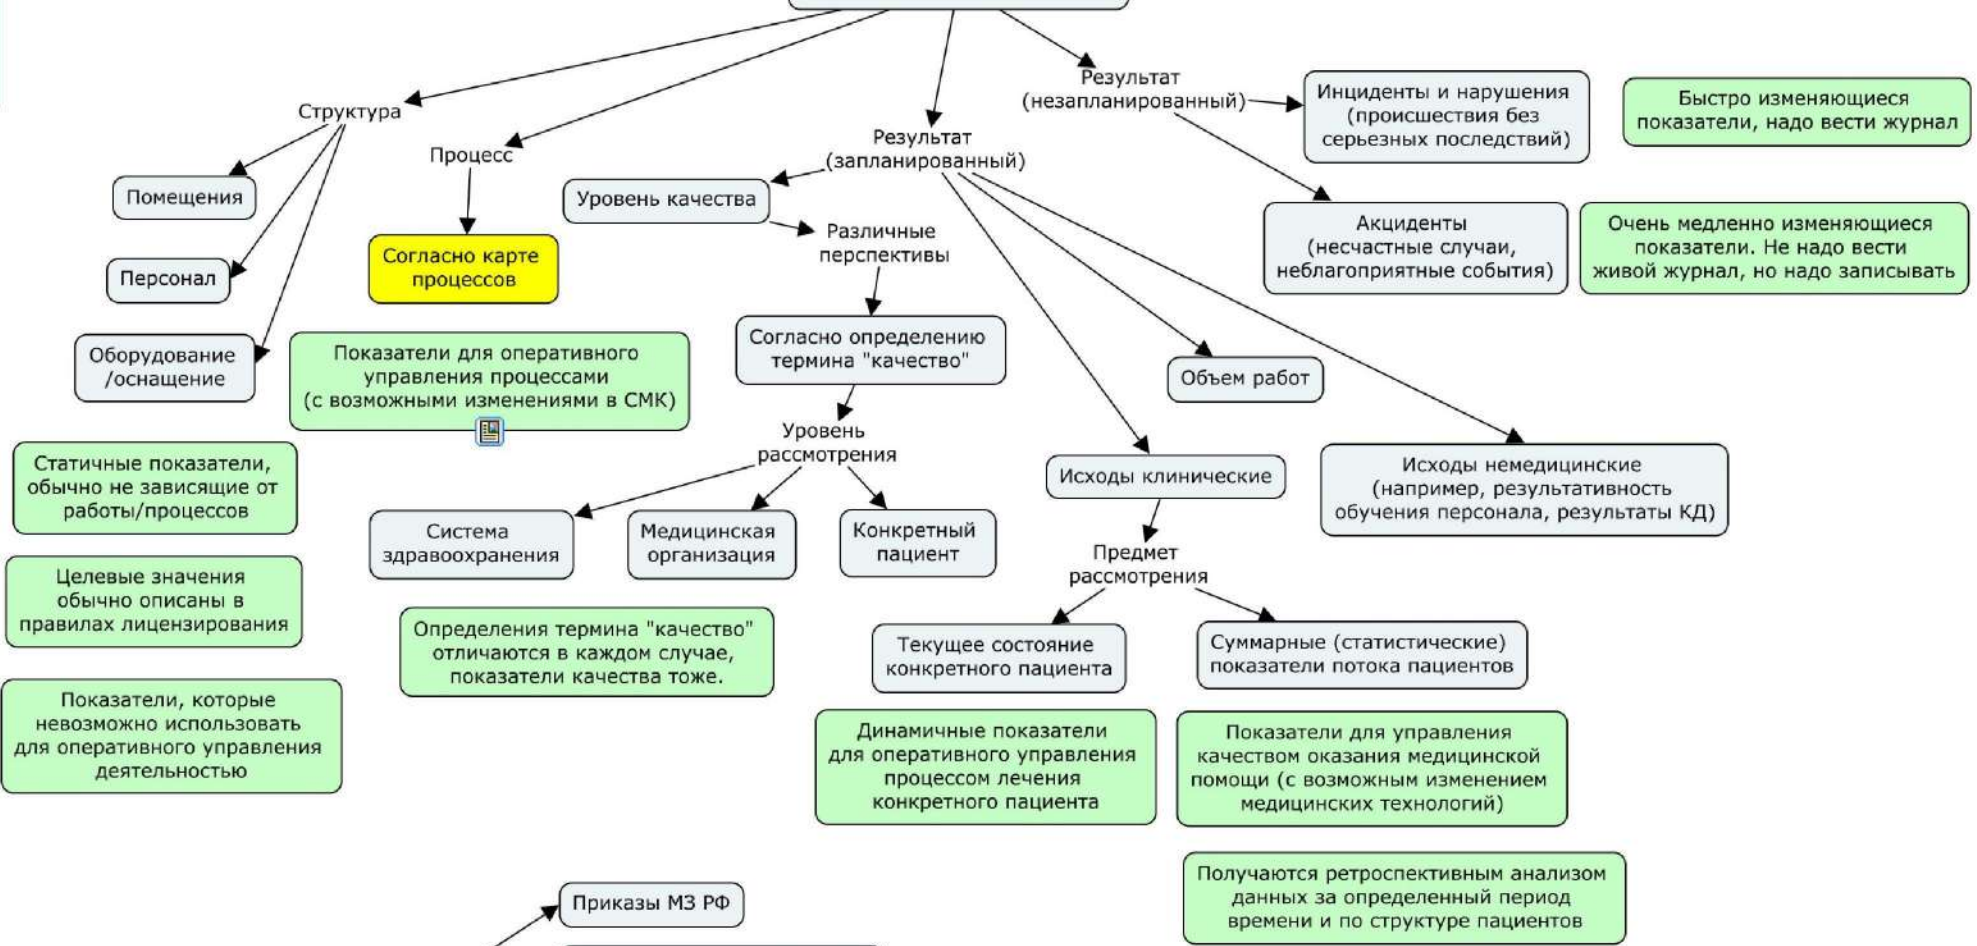 Структура
Помещения
Персонал
Оборудование
/оснащение
Процесс
Согласно карте
процессов
Показатели для оперативного
управления процессами
(с возможными изменениями в СМК)
Статичные показатели,
обычно не зависящие от
работы/процессов
Целевые значения
обычно описаны в
правилах лицензирования
Показатели, которые
невозможно использовать
для оперативного управления
деятельностью
Результат
(запланированный)
Уровень качества
Различные
перспективы
Согласно определению
термина "качество"
Уровень
рассмотрения
Система
здравоохранения
Медицинская
организация
Конкретный
пациент
Определения термина "качество"
отличаются в каждом случае,
показатели качества тоже.
Результат
(незапланированный)
Инциденты и нарушения
(происшествия без
серьезных последствий)
Быстро изменяющиеся
показатели, надо вести журнал
Акциденты
(несчастные случаи,
неблагоприятные события)
Очень медленно изменяющиеся
показатели. Не надо вести
живой журнал, но надо записывать
Объем работ
Исходы клинические
Исходы немедицинские
(например, результативность
обучения персонала, результаты КД)
Предмет
рассмотрения
Текущее состояние
конкретного пациента
Суммарные (статистические)
показатели потока пациентов
Динамичные показатели
для оперативного управления
процессом лечения
конкретного пациента
Показатели для управления
качеством оказания медицинской
помощи (с возможным изменением
медицинских технологий)
Получаются ретроспективным анализом
данных за определенный период
времени и по структуре пациентов
Приказы МЗ РФ